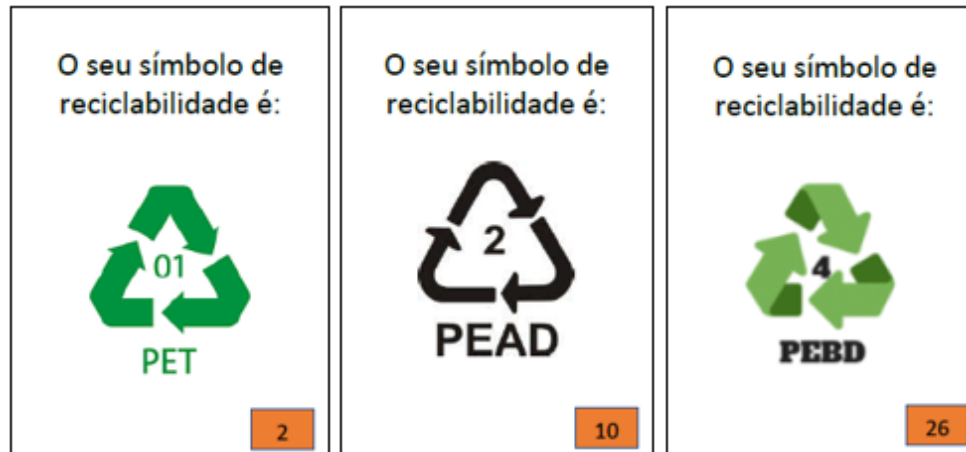 O seu símbolo de
reciclabilidade é:
01
PET
2
O seu símbolo de
reciclabilidade é:
2
PEAD
10
O seu símbolo de
reciclabilidade é:
4
PEBD
26